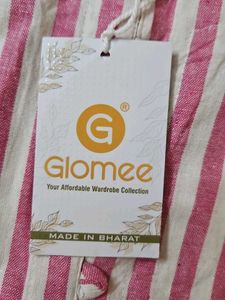 G®
Glomee
Your Affordable Wardrobe Collection
MADE IN BHARAT